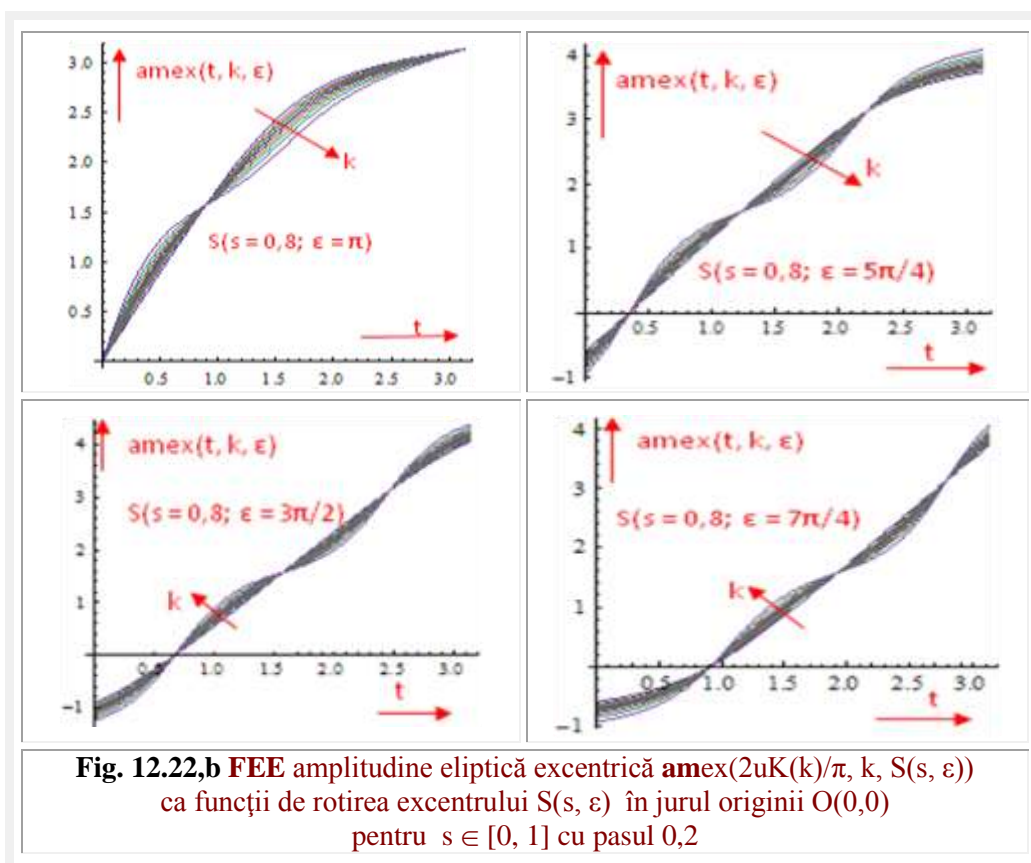 3.0
2.5
2.0
1.5
1.0
0.5
amex(t, k, ε)
k
S(s = 0,8; ε = π)
t
0.5 1.0 1.5 2.0 2.5 3.0
4
3
2
1
−1
amex(t, k, ε)
k
S(s = 0,8; ε = 5π/4)
0.5 1.0 1.5 2.0 2.5 3.0
t
4
3
2
1
−1
amex(t, k, ε)
S(s = 0,8; ε = 3π/2)
k
0.5 1.0 1.5 2.0 2.5 3.0
t
4
3
2
1
−1
amex(t, k, ε)
S(s = 0,8; ε = 7π/4)
k
0.5 1.0 1.5 2.0 2.5 3.0
t
Fig. 12.22,b FEE amplitudine eliptică excentrică amex(2uK(k)/π, k, S(s, ε))
ca funcţii de rotirea excentrului S(s, ε) în jurul originii O(0,0)
pentru s ∈ [0, 1] cu pasul 0,2